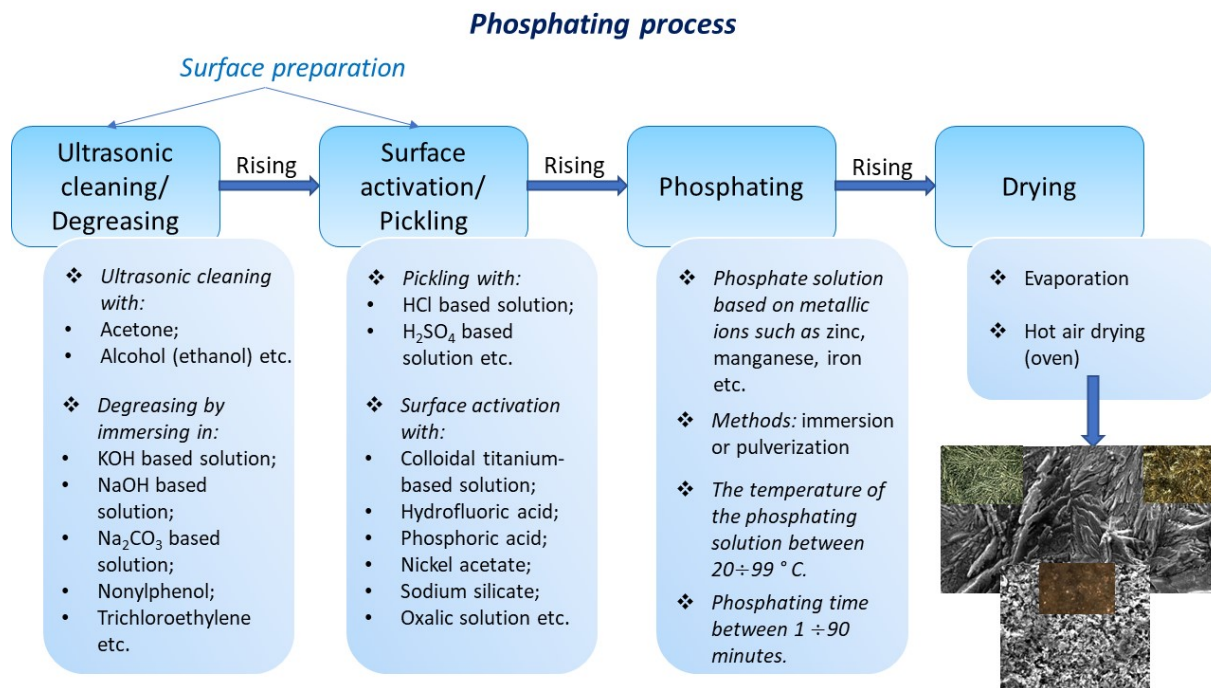 Phosphating process
Surface preparation
Ultrasonic
cleaning/
Degreasing
Rising
Surface
activation/
Pickling
Rising
Phosphating
Rising
Drying
❖ Ultrasonic cleaning
with:
• Acetone;
• Alcohol (ethanol) etc.
❖ Degreasing by
immersing in:
• KOH based solution;
• NaOH based
solution;
• Na₂CO₃ based
solution;
• Nonylphenol;
• Trichloroethylene
etc.
❖ Pickling with:
• HCl based solution;
• H₂SO₄ based
solution etc.
❖ Surface activation
with:
• Colloidal titanium-
based solution;
• Hydrofluoric acid;
• Phosphoric acid;
• Nickel acetate;
• Sodium silicate;
• Oxalic solution etc.
❖ Phosphate solution
based on metallic
ions such as zinc,
manganese, iron
etc.
❖ Methods: immersion
or pulverization
❖ The temperature of
the phosphating
solution between
20÷99 ° C.
❖ Phosphating time
between 1 ÷90
minutes.
❖ Evaporation
❖ Hot air drying
(oven)